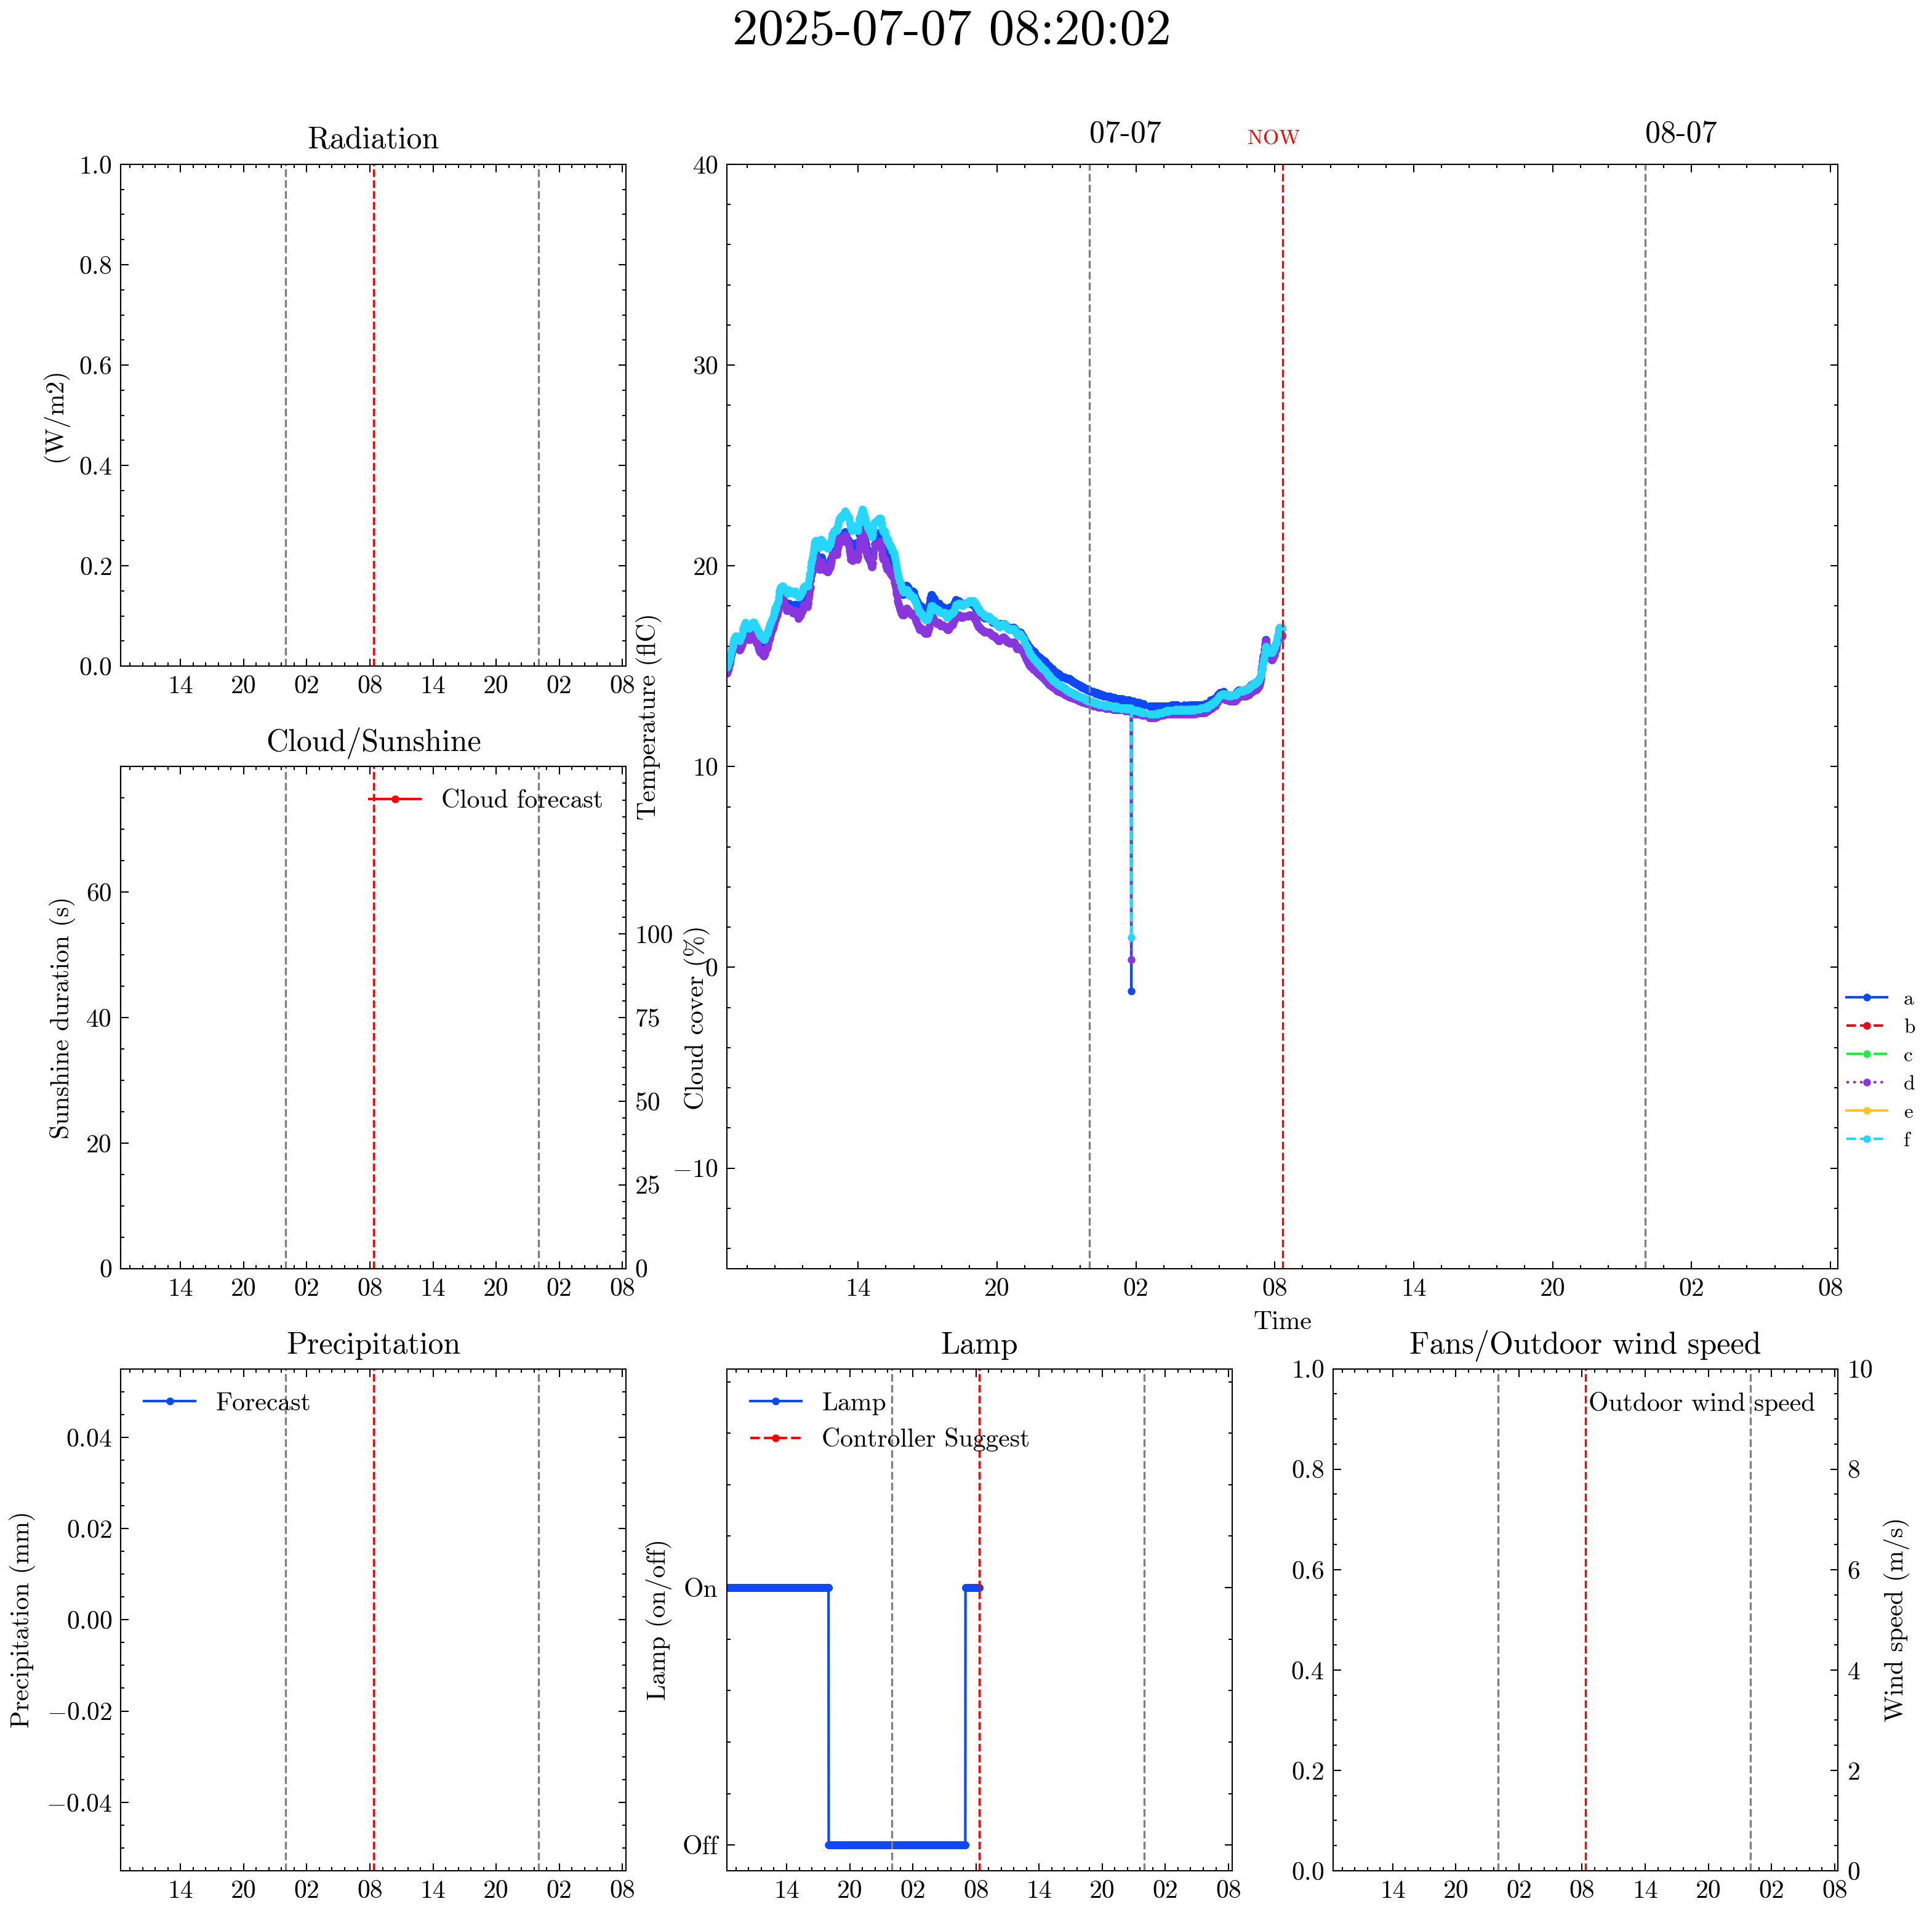 2025-07-07 08:20:02
Radiation
(W/m2)
1.0
0.8
0.6
0.4
0.2
0.0
14 20 02 08 14 20 02 08
07-07 NOW 08-07
Temperature (flC)
40
30
20
10
0
−10
14 20 02 08 14 20 02 08
Time
a
b
c
d
e
f
Cloud/Sunshine
Cloud forecast
Sunshine duration (s)
60
40
20
0
Cloud cover (%)
100
75
50
25
0
14 20 02 08 14 20 02 08
Precipitation
Forecast
Precipitation (mm)
0.04
0.02
0.00
−0.02
−0.04
14 20 02 08 14 20 02 08
Lamp
Lamp
Controller Suggest
Lamp (on/off)
On
Off
14 20 02 08 14 20 02 08
Fans/Outdoor wind speed
Outdoor wind speed
1.0
0.8
0.6
0.4
0.2
0.0
Wind speed (m/s)
10
8
6
4
2
0
14 20 02 08 14 20 02 08